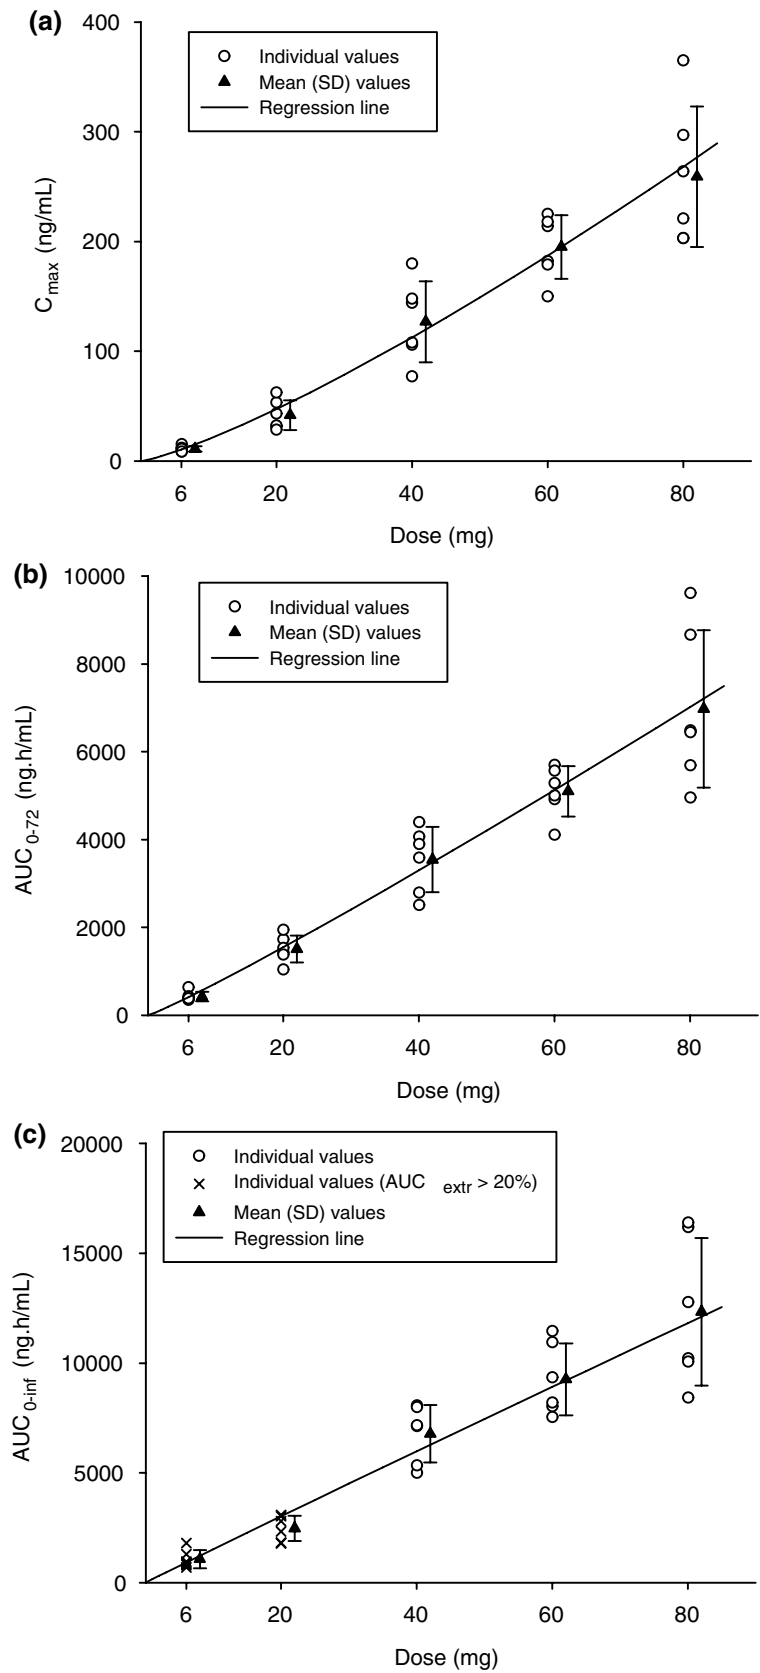 (a)
400
300
200
100
0
C max (ng/mL)
Individual values
Mean (SD) values
Regression line
6 20 40 60 80
Dose (mg)
(b)
10000
8000
6000
4000
2000
0
AUC 0-72 (ng.h/mL)
Individual values
Mean (SD) values
Regression line
6 20 40 60 80
Dose (mg)
(c)
20000
15000
10000
5000
0
AUC 0-inf (ng.h/mL)
Individual values
Individual values (AUC extr > 20%)
Mean (SD) values
Regression line
6 20 40 60 80
Dose (mg)